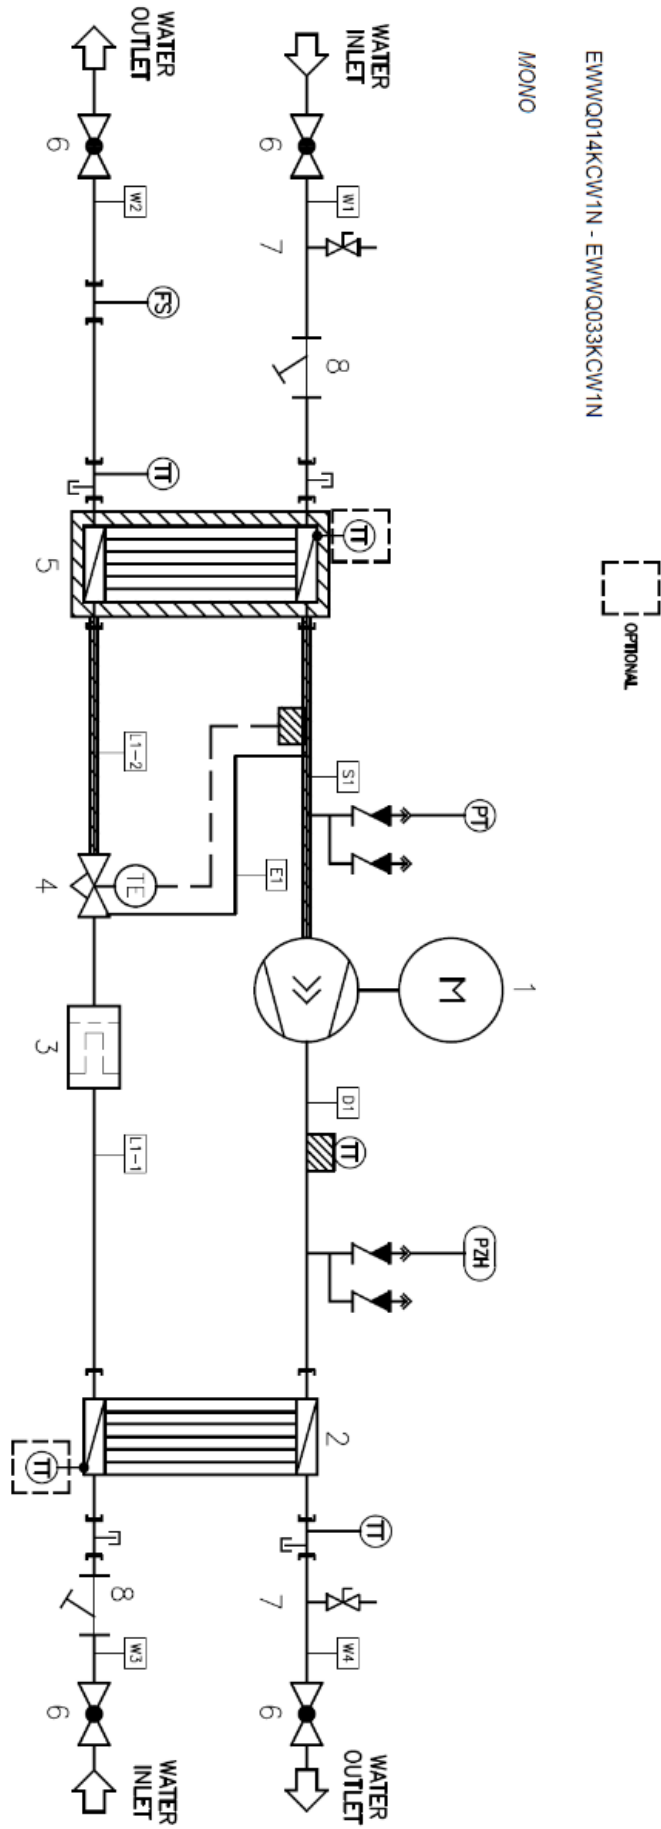 EWWQ014KCW1N - EWWQ033KCW1N
OPTIONAL
MONO
1
PT
PZH
M
WATER
INLET
TT
WATER
OUTLET
TT
TT
W1
8
S1
D1
2
W4
6
7
E1
7
6
WATER
OUTLET
FS
TT
WATER
INLET
W2
L1-2
TE
L1-1
8
W3
6
5
4
3
TT
6